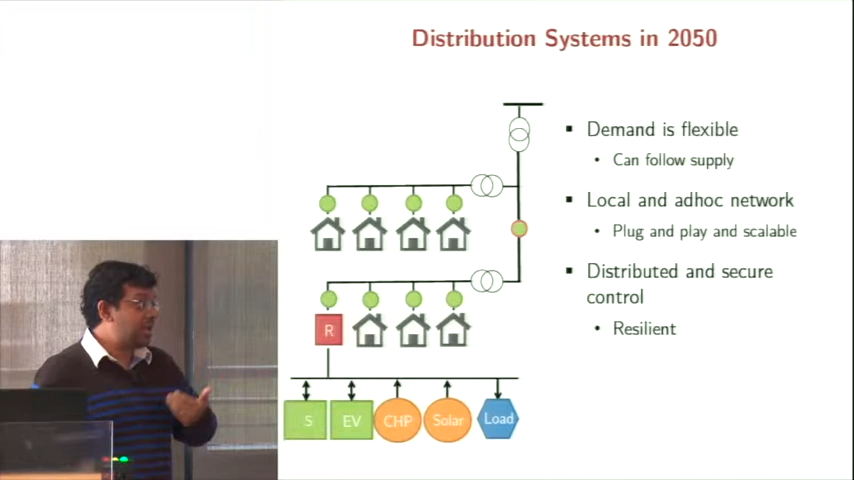 Distribution Systems in 2050
Demand is flexible
Can follow supply
Local and adhoc network
Plug and play and scalable
Distributed and secure
control
Resilient
R
S EV CHP Solar Load